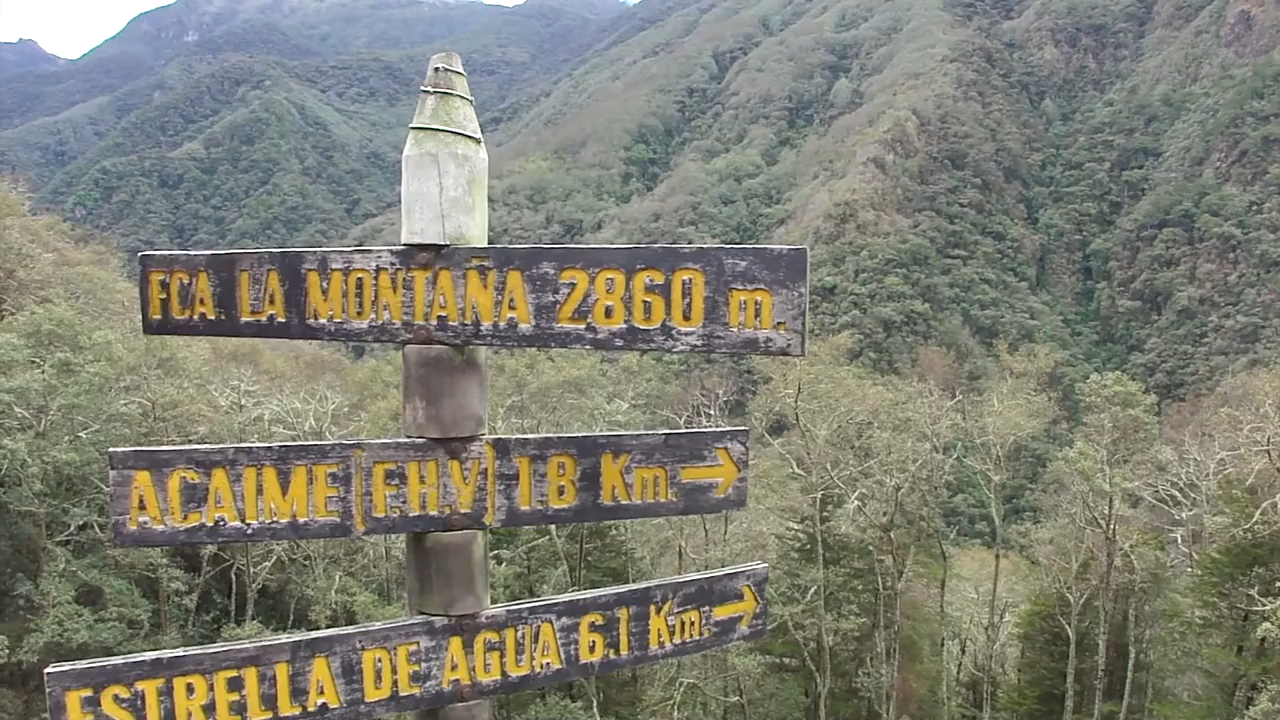 FCA. LA MONTAÑA 2860 m.
ACAIME (F.H.V) 1.8 Km. →
ESTRELLA DE AGUA 6.1 Km. →